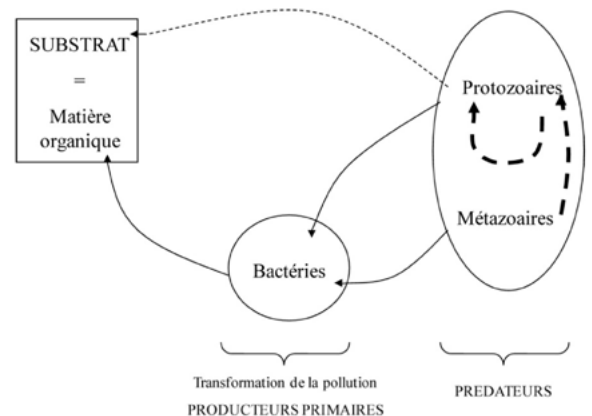 SUBSTRAT
=
Matière
organique
Protozoaires
Métazoaires
Bactéries
Transformation de la pollution
PRODUCTEURS PRIMAIRES
PREDATEURS